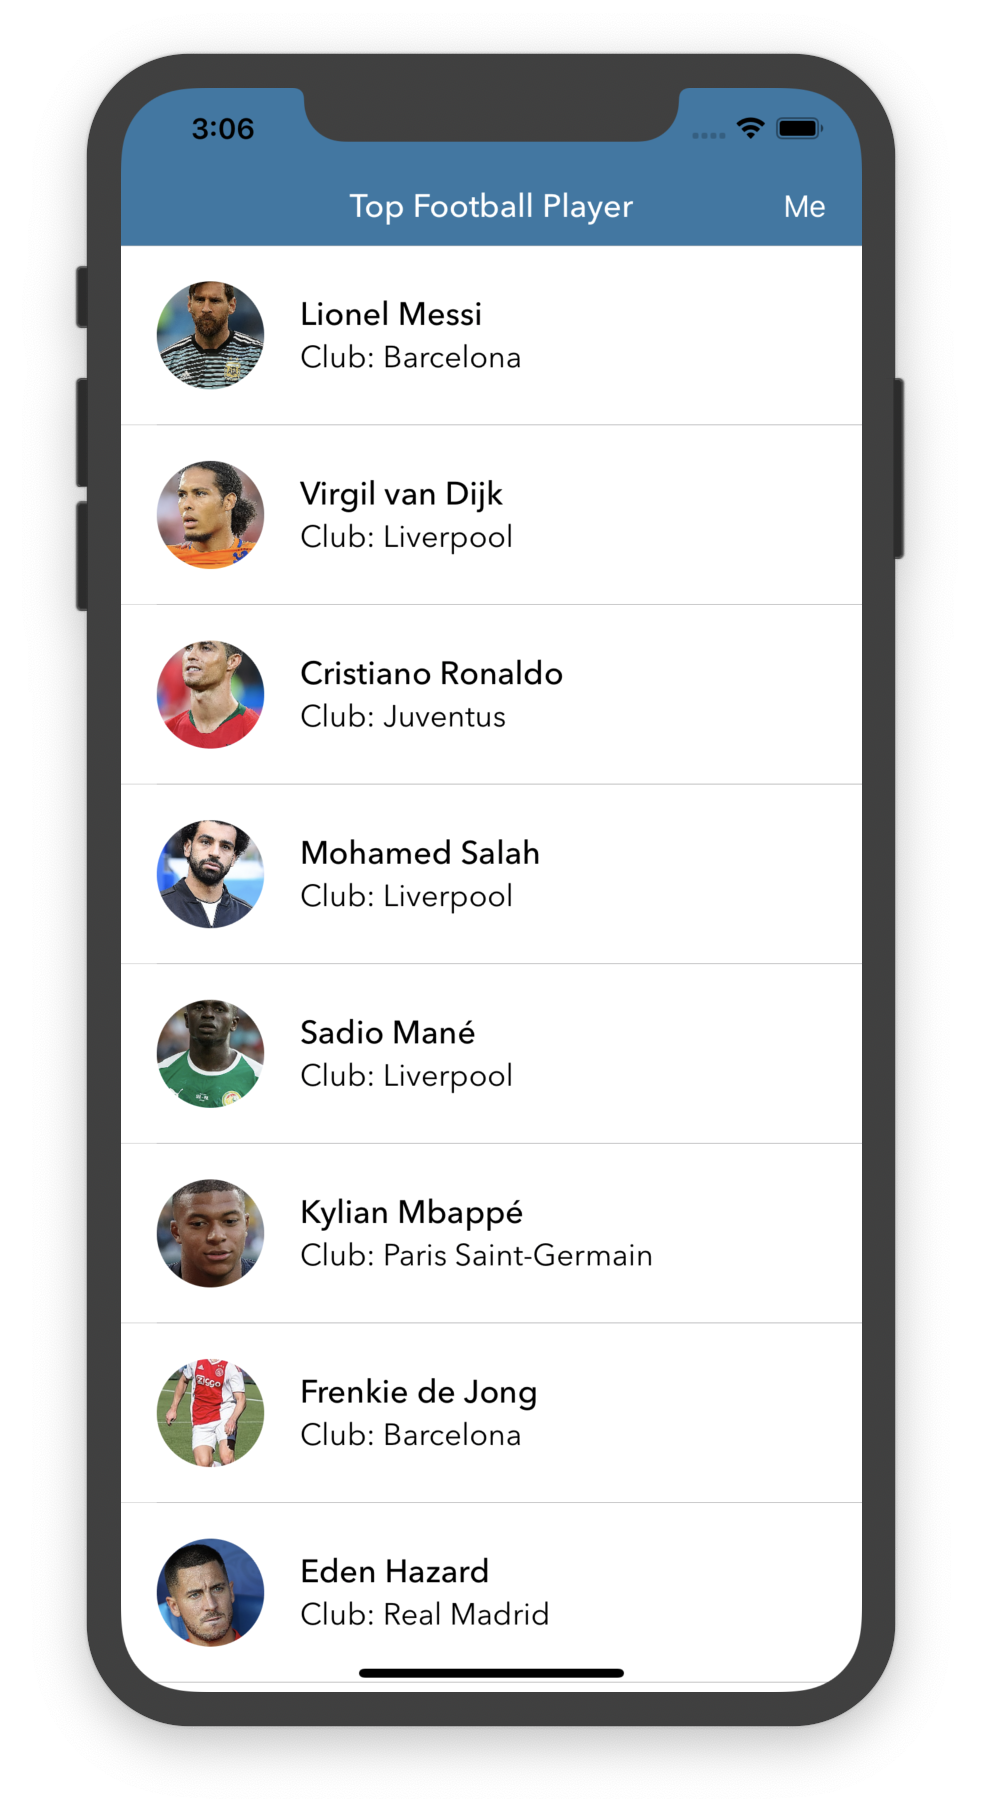 3:06
Top Football Player
Me
Lionel Messi
Club: Barcelona
Virgil van Dijk
Club: Liverpool
Cristiano Ronaldo
Club: Juventus
Mohamed Salah
Club: Liverpool
Sadio Mané
Club: Liverpool
Kylian Mbappé
Club: Paris Saint-Germain
Ziggo
Frenkie de Jong
Club: Barcelona
Eden Hazard
Club: Real Madrid